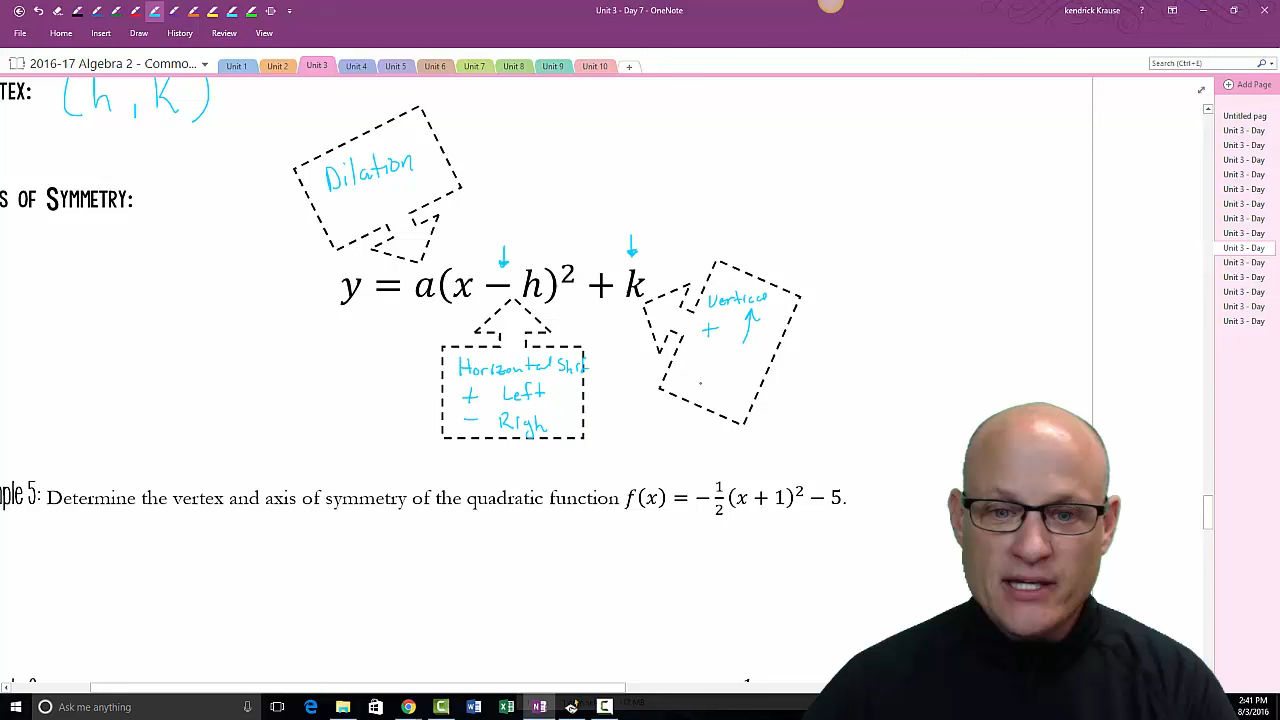 Unit 3 - Day 7 - OneNote
kendrick Krause
?
File Home Insert Draw History Review View
2016-17 Algebra 2 - Commo... Unit 1 Unit 2 Unit 3 Unit 4 Unit 5 Unit 6 Unit 7 Unit 8 Unit 9 Unit 10 +
Search (Ctrl+E)
Add Page
Untitled pag
Unit 3 - Day
Unit 3 - Day
Unit 3 - Day
Unit 3 - Day
Unit 3 - Day
Unit 3 - Day
Unit 3 - Day
Unit 3 - Day
Unit 3 - Day
Unit 3 - Day
Unit 3 - Day
Unit 3 - Day
Unit 3 - Day
Unit 3 - Day
TEX: (h, k)
Dilation
S OF SYMMETRY:
y = a(x − h)² + k
Vertical
+ ↑
Horizontal
+ Left
− Righ
ple 5: Determine the vertex and axis of symmetry of the quadratic function f(x) = −1/2(x + 1)² − 5.
Ask me anything
2:41 PM
8/3/2016